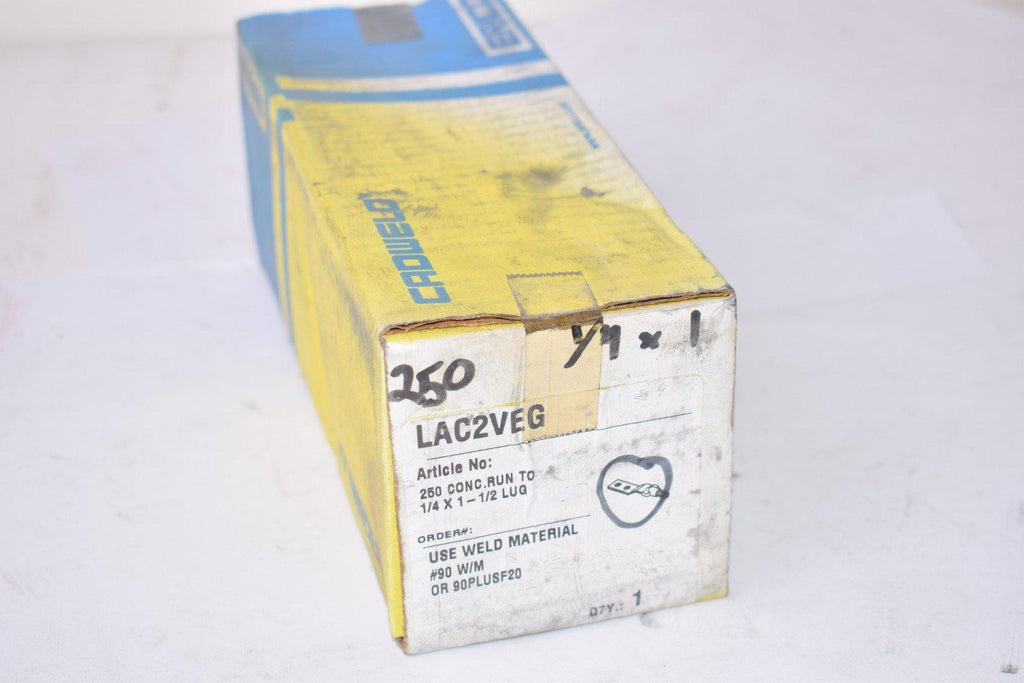 CADWELD
250
1/4 x 1
LAC2VEG
Article No:
250 CONC.RUN TO
1/4 X 1-1/2 LUG
ORDER#:
USE WELD MATERIAL
#90 W/M
OR 90PLUSF20
QTY.: 1